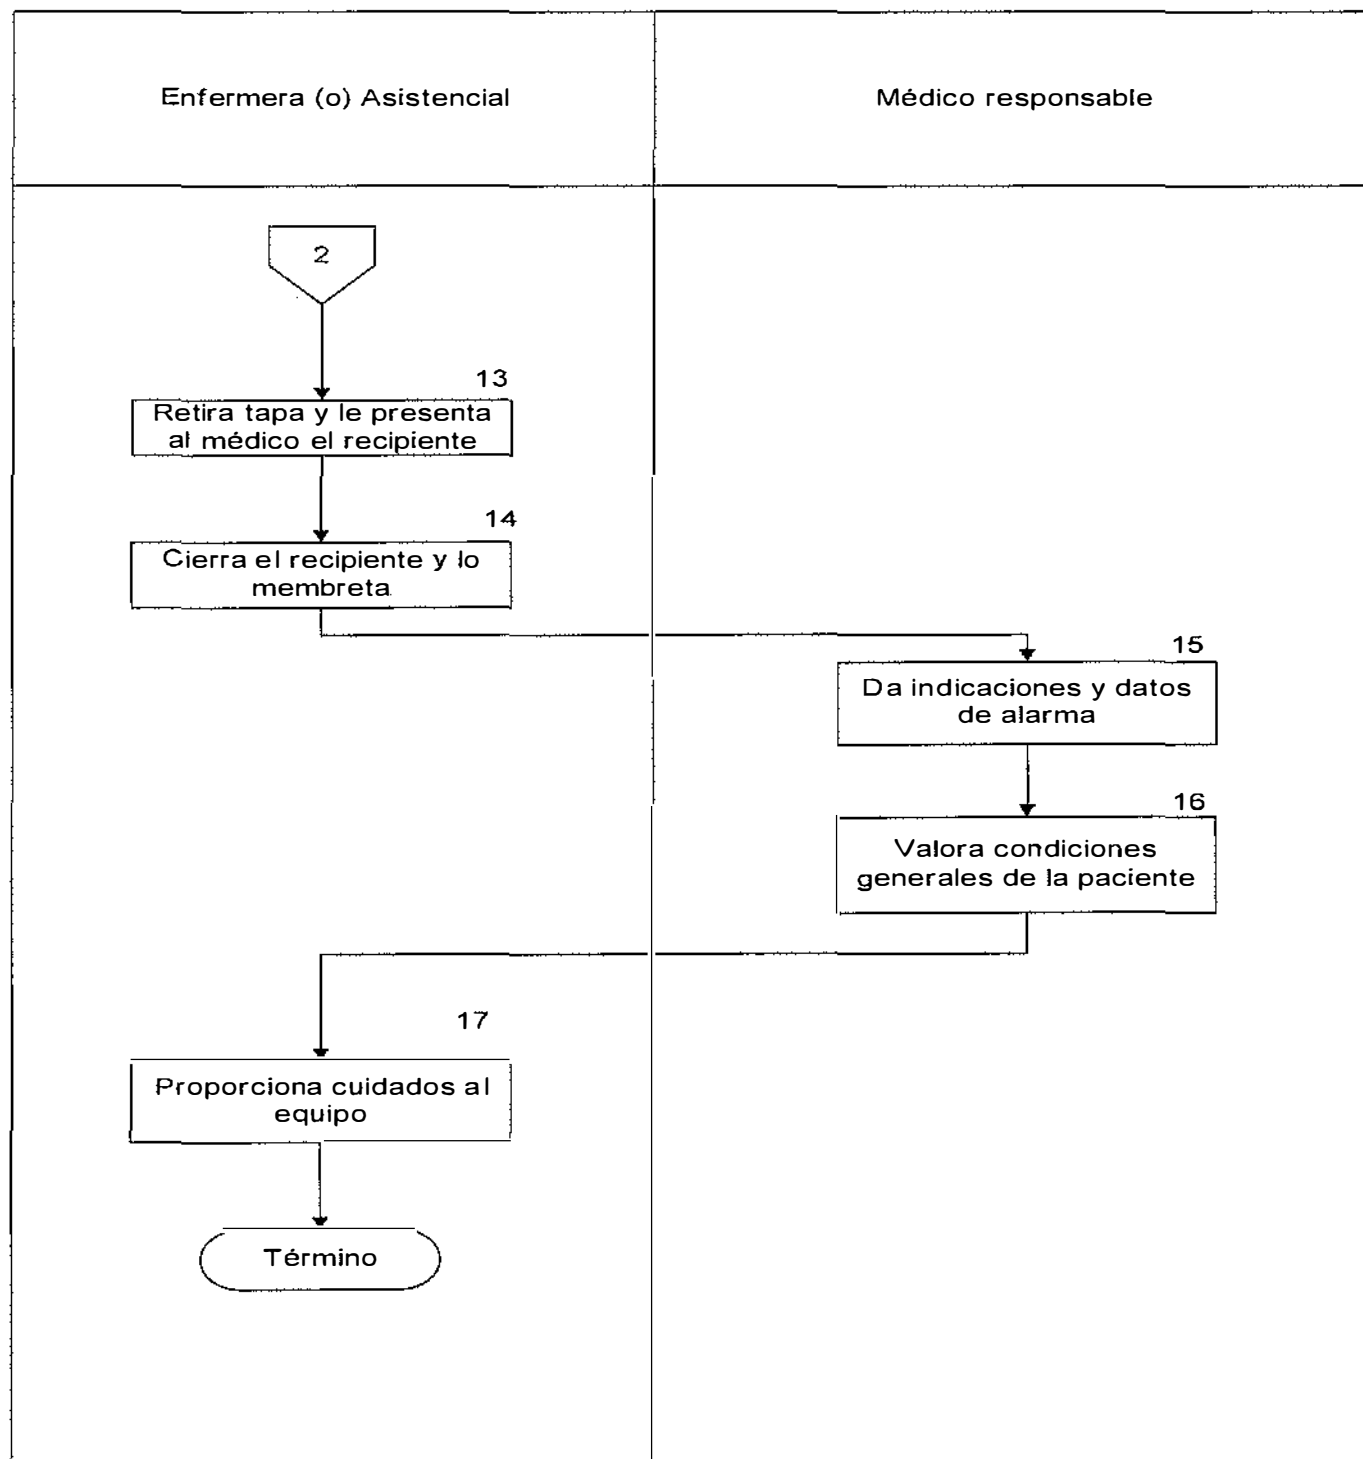 Enfermera (o) Asistencial
Médico responsable
2
13
Retira tapa y le presenta
al médico el recipiente
14
Cierra el recipiente y lo
membreta
15
Da indicaciones y datos
de alarma
16
Valora condiciones
generales de la paciente
17
Proporciona cuidados al
equipo
Término